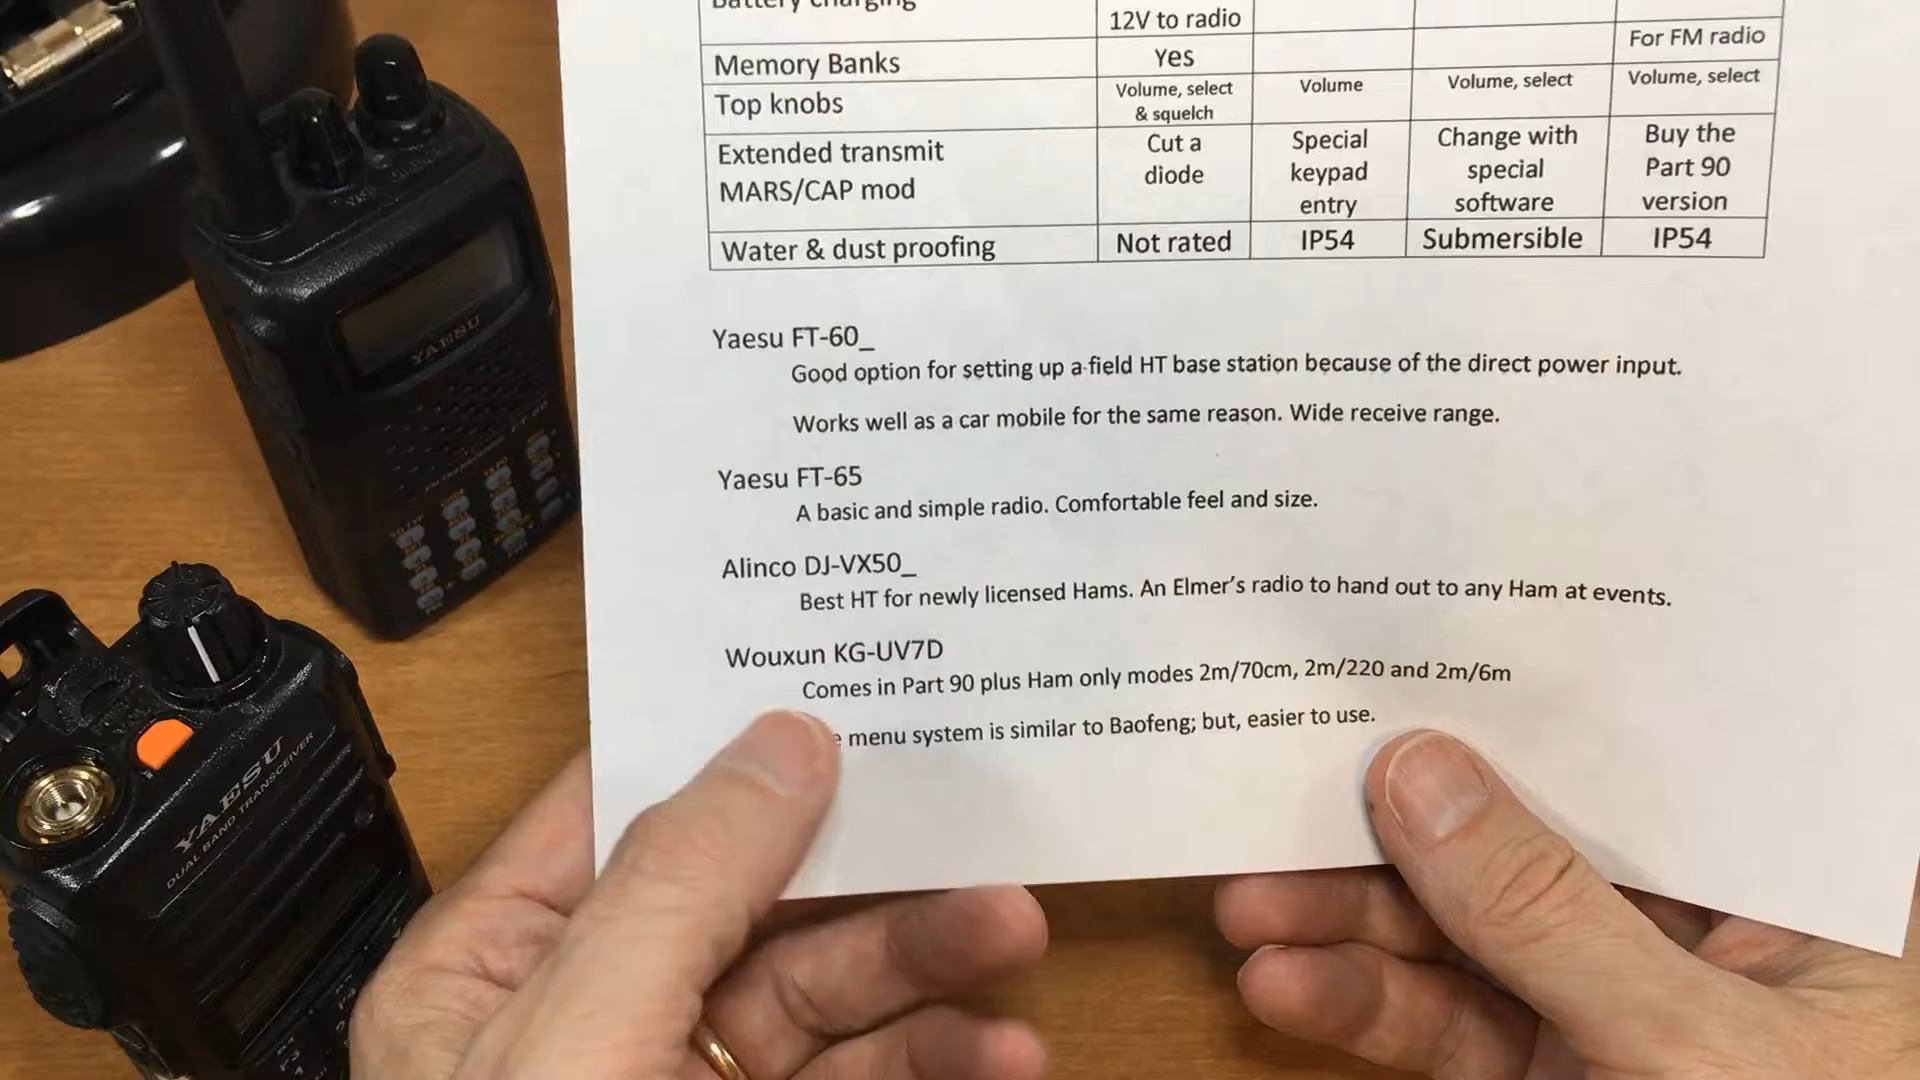 Battery charging
12V to radio
For FM radio
Memory Banks Yes
Top knobs Volume, select & squelch Volume Volume, select Volume, select
Extended transmit MARS/CAP mod Cut a diode Special keypad entry Change with special software Buy the Part 90 version
Water & dust proofing Not rated IP54 Submersible IP54
Yaesu FT-60_
Good option for setting up a field HT base station because of the direct power input.
Works well as a car mobile for the same reason. Wide receive range.
Yaesu FT-65
A basic and simple radio. Comfortable feel and size.
Alinco DJ-VX50_
Best HT for newly licensed Hams. An Elmer's radio to hand out to any Ham at events.
Wouxun KG-UV7D
Comes in Part 90 plus Ham only modes 2m/70cm, 2m/220 and 2m/6m
e menu system is similar to Baofeng; but, easier to use.
YAESU
YAESU
DUAL BAND TRANSCEIVER